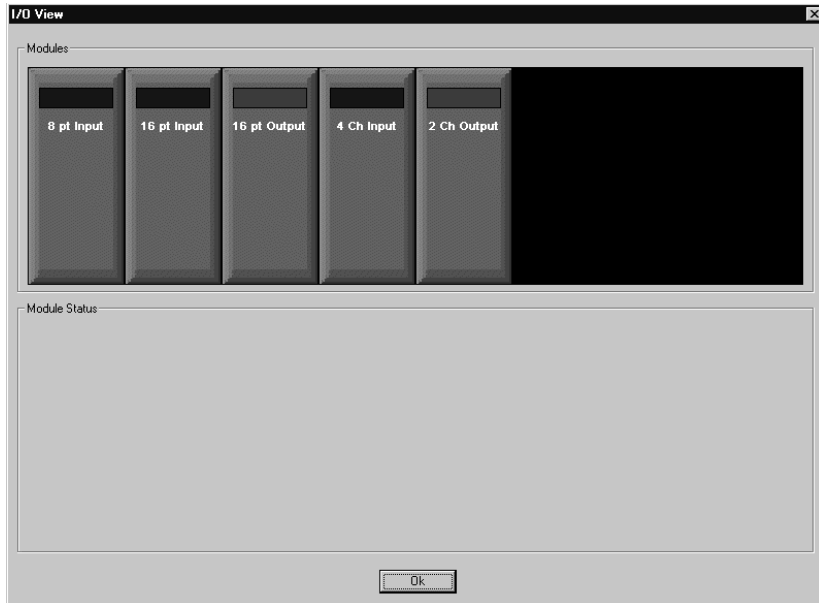 I/O View
Modules
8 pt Input 16 pt Input 16 pt Output 4 Ch Input 2 Ch Output
Module Status
Ok